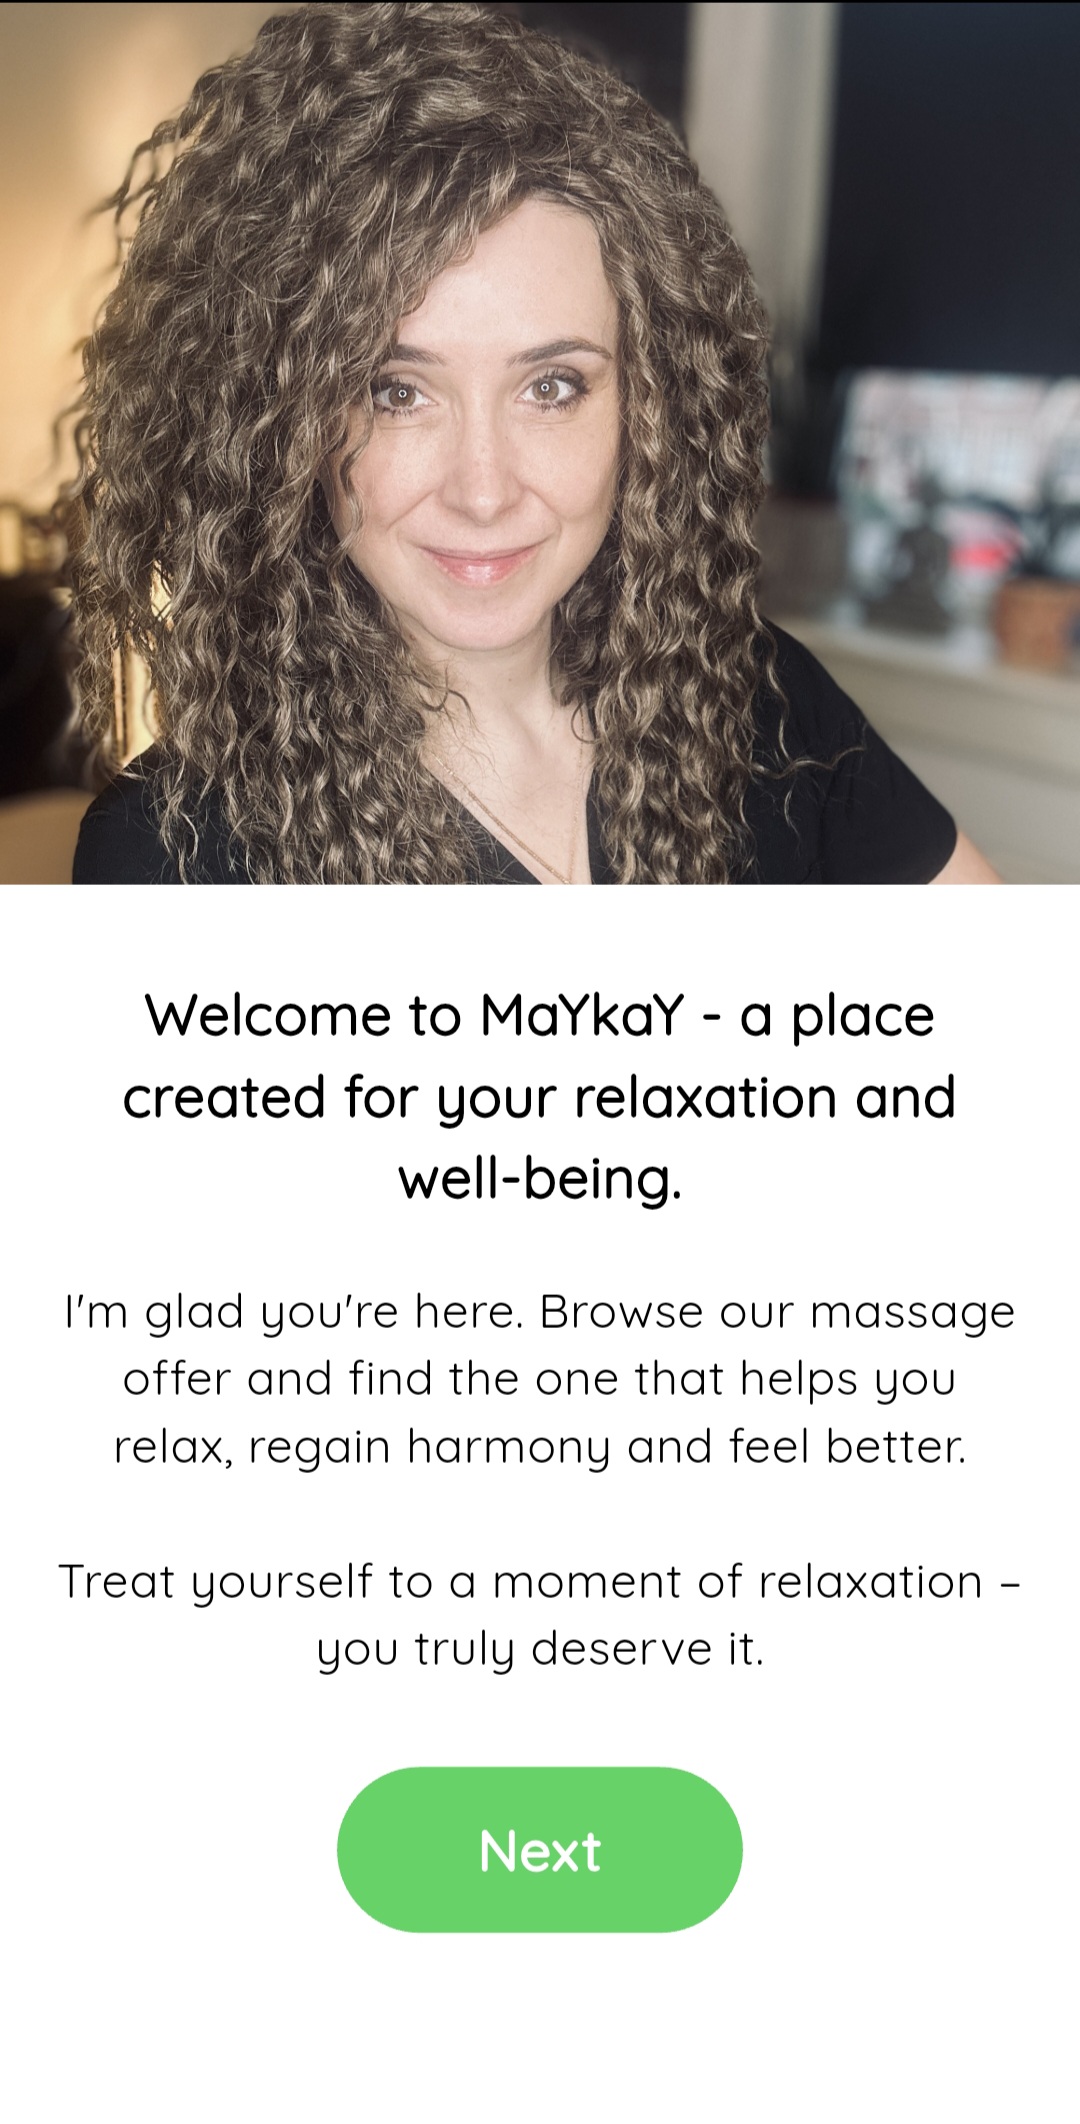 Welcome to MaYkaY - a place
created for your relaxation and
well-being.
I'm glad you're here. Browse our massage
offer and find the one that helps you
relax, regain harmony and feel better.
Treat yourself to a moment of relaxation –
you truly deserve it.
Next